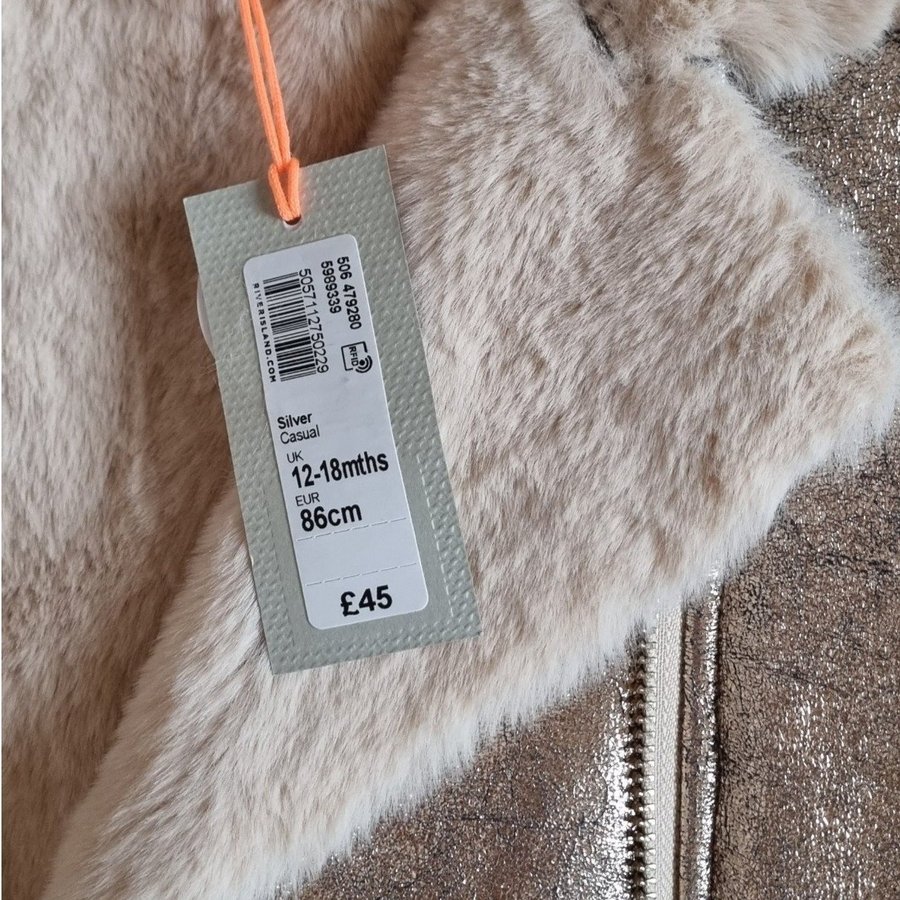 506 479280
5989339
RFID
5057112750229
RIVERISLAND.COM
Silver
Casual
UK
12-18mths
EUR
86cm
£45